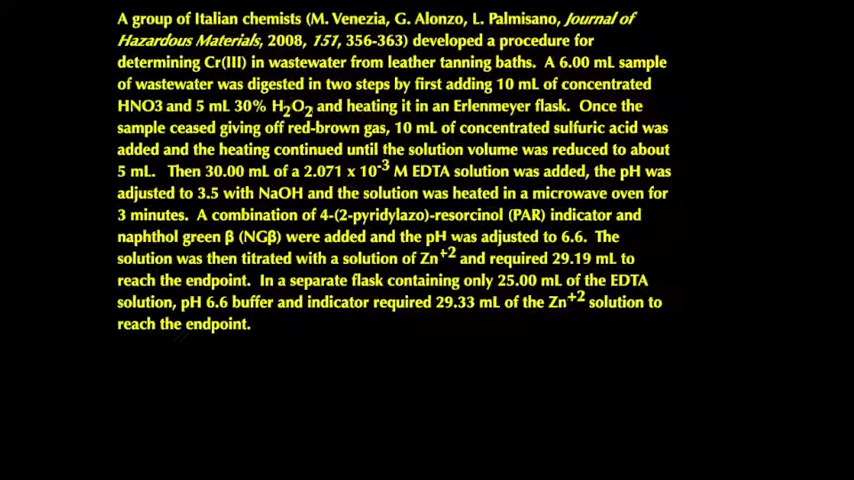 A group of Italian chemists (M. Venezia, G. Alonzo, L. Palmisano, Journal of
Hazardous Materials, 2008, 151, 356-363) developed a procedure for
determining Cr(III) in wastewater from leather tanning baths. A 6.00 mL sample
of wastewater was digested in two steps by first adding 10 mL of concentrated
HNO3 and 5 mL 30% H₂O₂ and heating it in an Erlenmeyer flask. Once the
sample ceased giving off red-brown gas, 10 mL of concentrated sulfuric acid was
added and the heating continued until the solution volume was reduced to about
5 mL. Then 30.00 mL of a 2.071 x 10⁻³ M EDTA solution was added, the pH was
adjusted to 3.5 with NaOH and the solution was heated in a microwave oven for
3 minutes. A combination of 4-(2-pyridylazo)-resorcinol (PAR) indicator and
naphthol green β (NGβ) were added and the pH was adjusted to 6.6. The
solution was then titrated with a solution of Zn⁺² and required 29.19 mL to
reach the endpoint. In a separate flask containing only 25.00 mL of the EDTA
solution, pH 6.6 buffer and indicator required 29.33 mL of the Zn⁺² solution to
reach the endpoint.